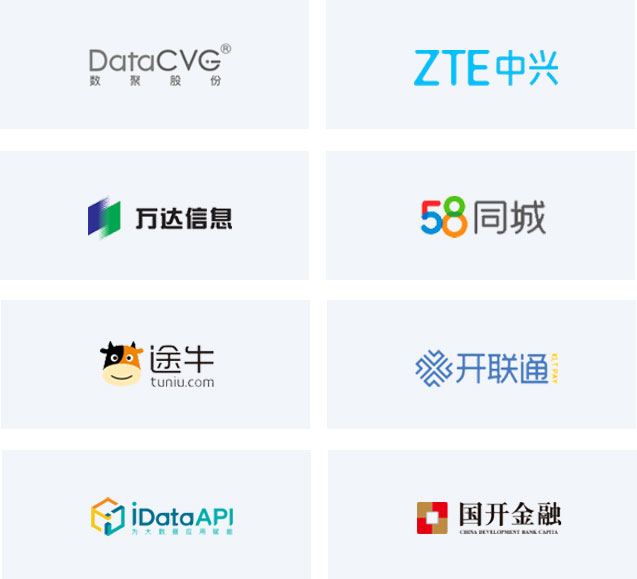 DataCVG®
数聚股份
ZTE中兴
万达信息
58同城
途牛
tuniu.com
开联通
KLTPAY
iDataAPI
为大数据应用赋能
国开金融
CHINA DEVELOPMENT BANK CAPITA